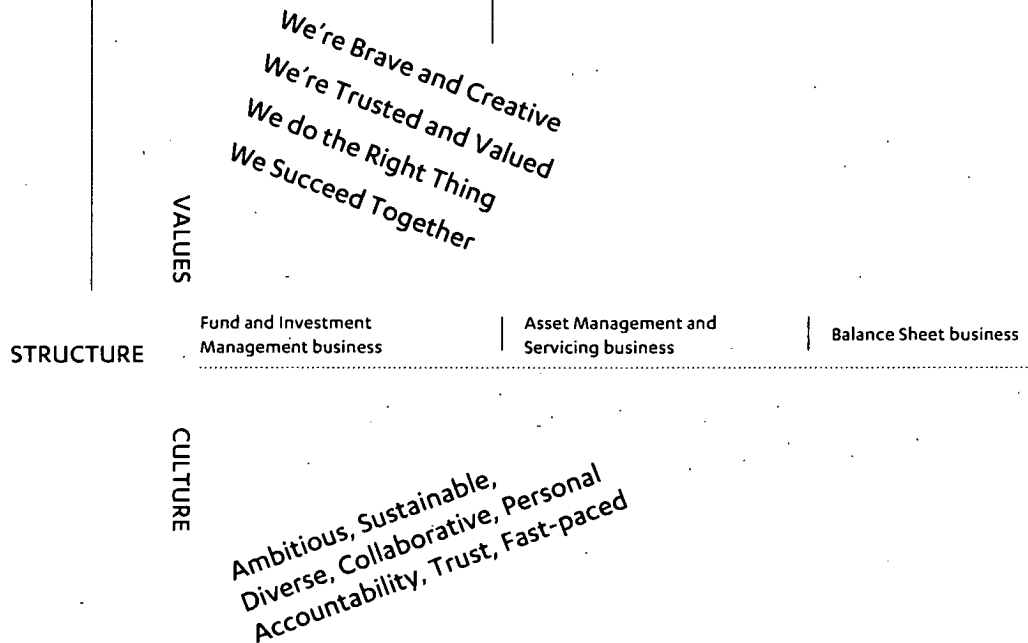 We're Brave and Creative
We're Trusted and Valued
We do the Right Thing
We Succeed Together
VALUES
STRUCTURE
Fund and Investment
Management business
Asset Management and
Servicing business
Balance Sheet business
CULTURE
Ambitious, Sustainable,
Diverse, Collaborative, Personal
Accountability, Trust, Fast-paced